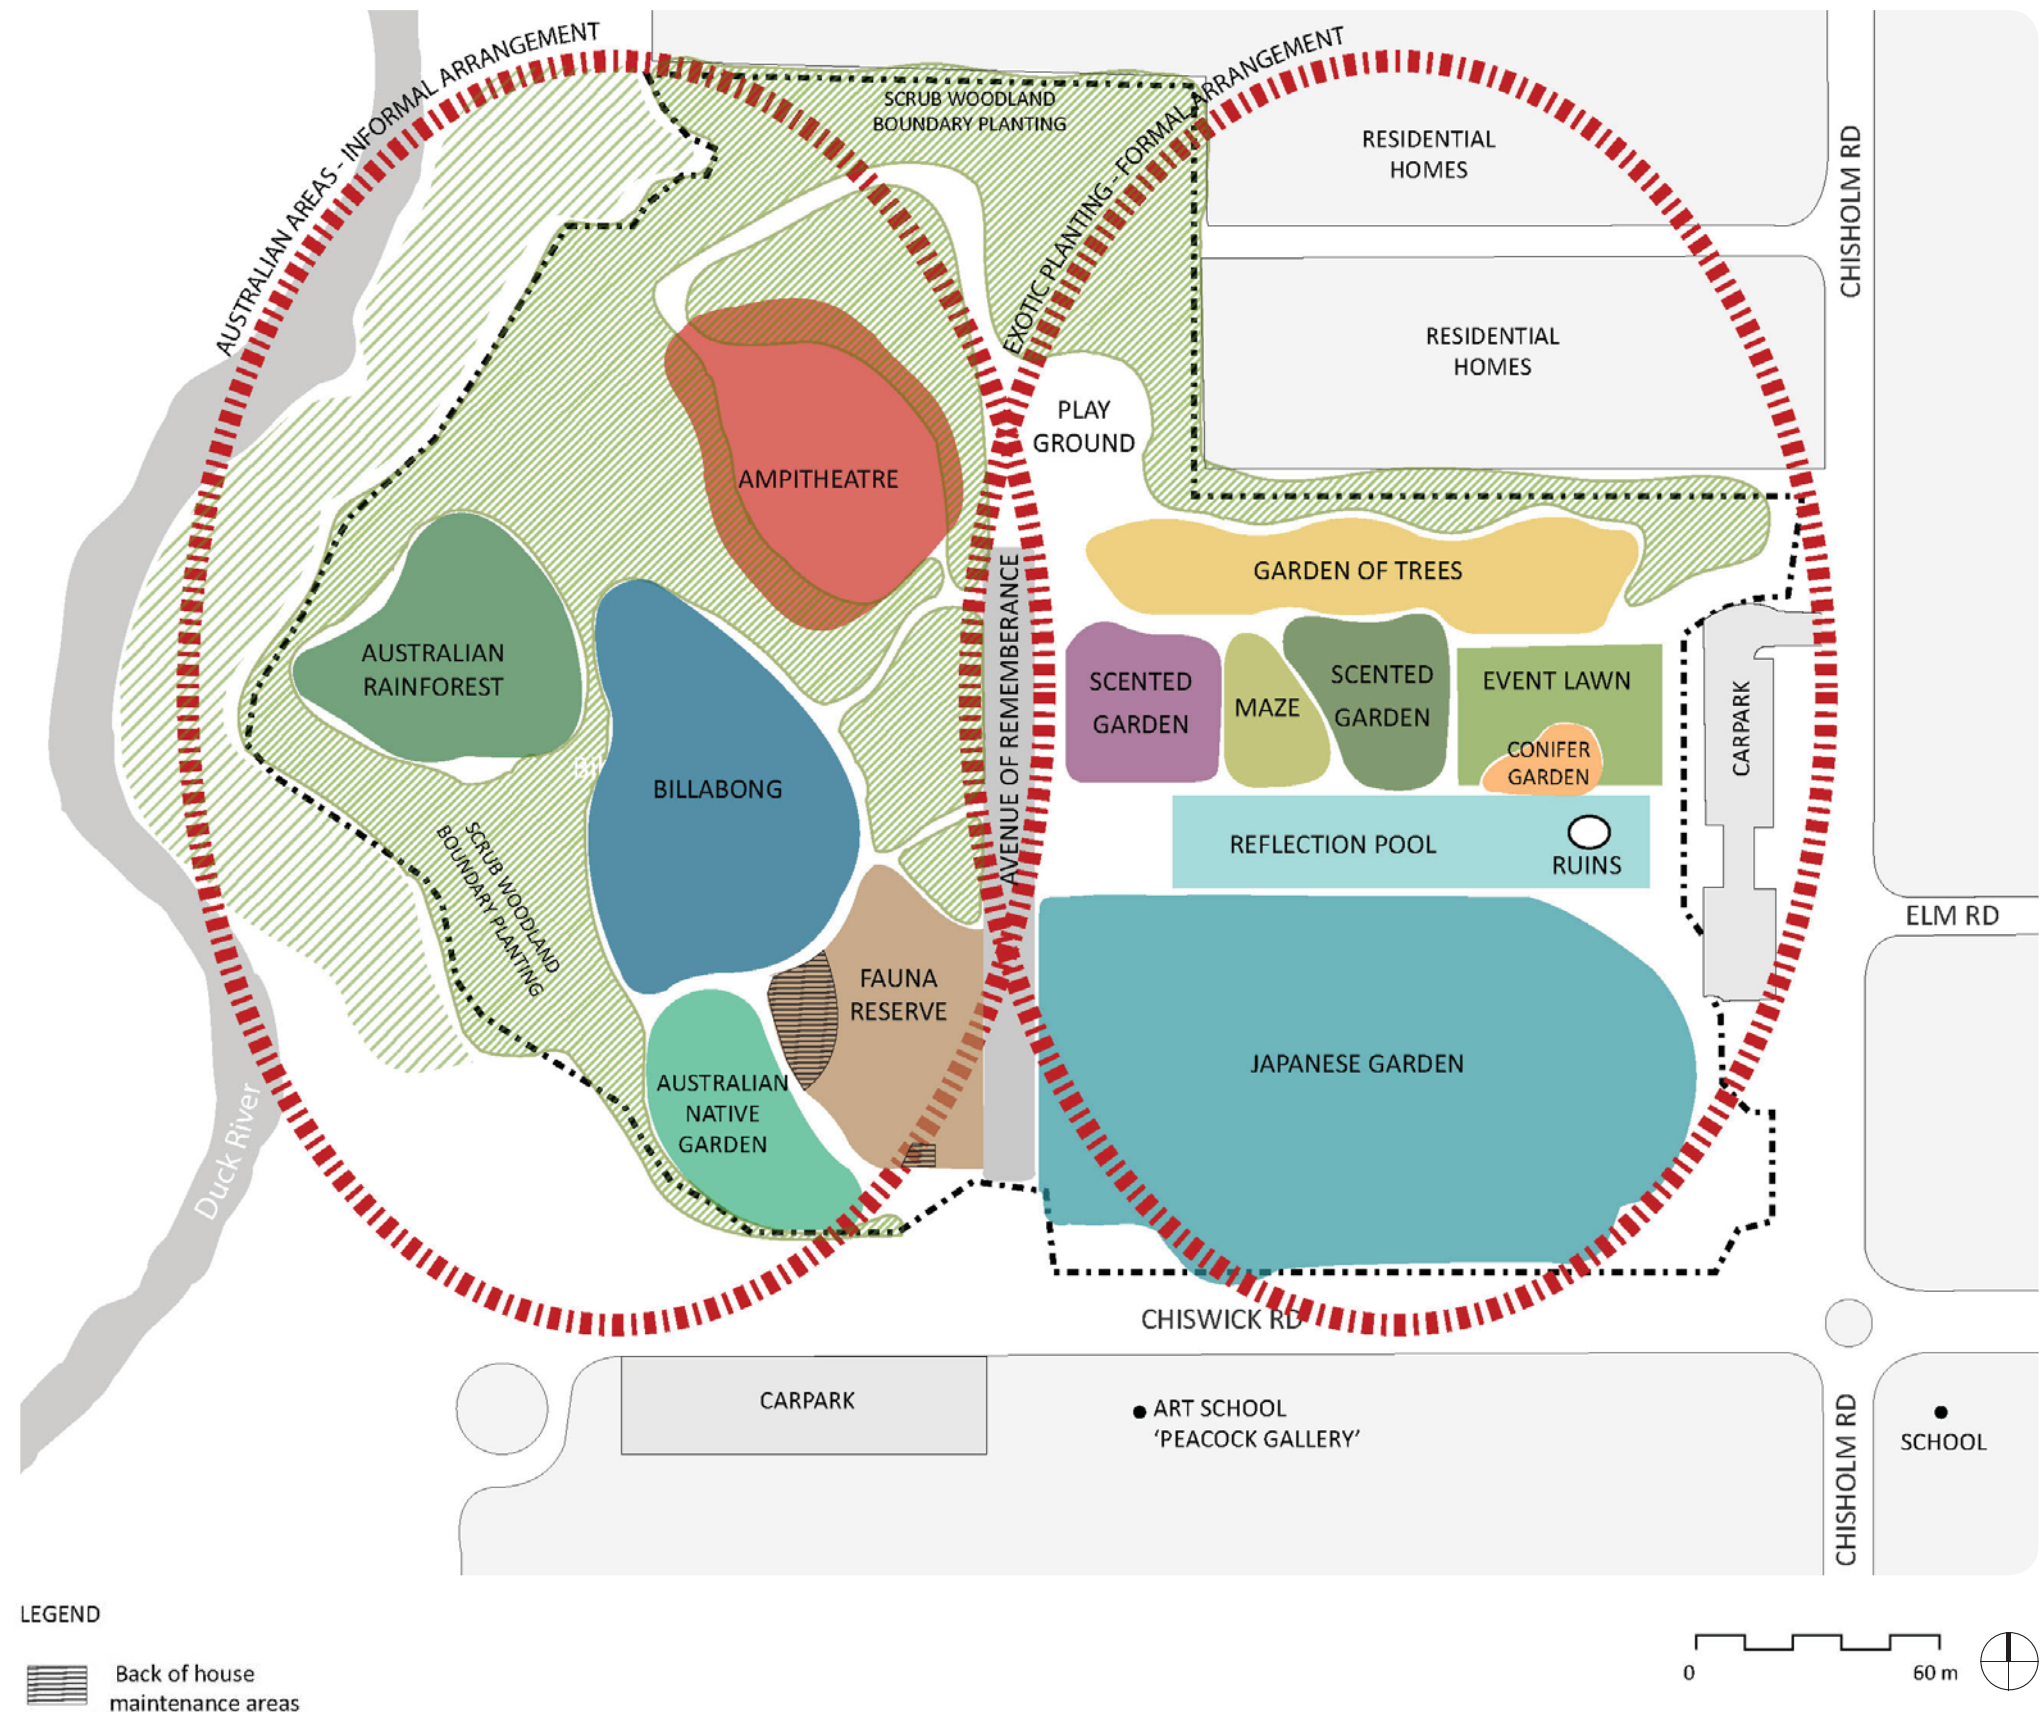 AUSTRALIAN AREAS - INFORMAL ARRANGEMENT
EXOTIC PLANTING - FORMAL ARRANGEMENT
SCRUB WOODLAND
BOUNDARY PLANTING
RESIDENTIAL
HOMES
CHISHOLM RD
RESIDENTIAL
HOMES
PLAY
GROUND
AMPITHEATRE
GARDEN OF TREES
AUSTRALIAN
RAINFOREST
AVENUE OF REMEMBERANCE
SCENTED
GARDEN
MAZE
SCENTED
GARDEN
EVENT LAWN
CONIFER
GARDEN
CARPARK
BILLABONG
REFLECTION POOL
RUINS
SCRUB WOODLAND
BOUNDARY PLANTING
ELM RD
FAUNA
RESERVE
JAPANESE GARDEN
AUSTRALIAN
NATIVE
GARDEN
Duck River
CHISWICK RD
CARPARK
ART SCHOOL
'PEACOCK GALLERY'
CHISHOLM RD
SCHOOL
LEGEND
Back of house
maintenance areas
0 60 m